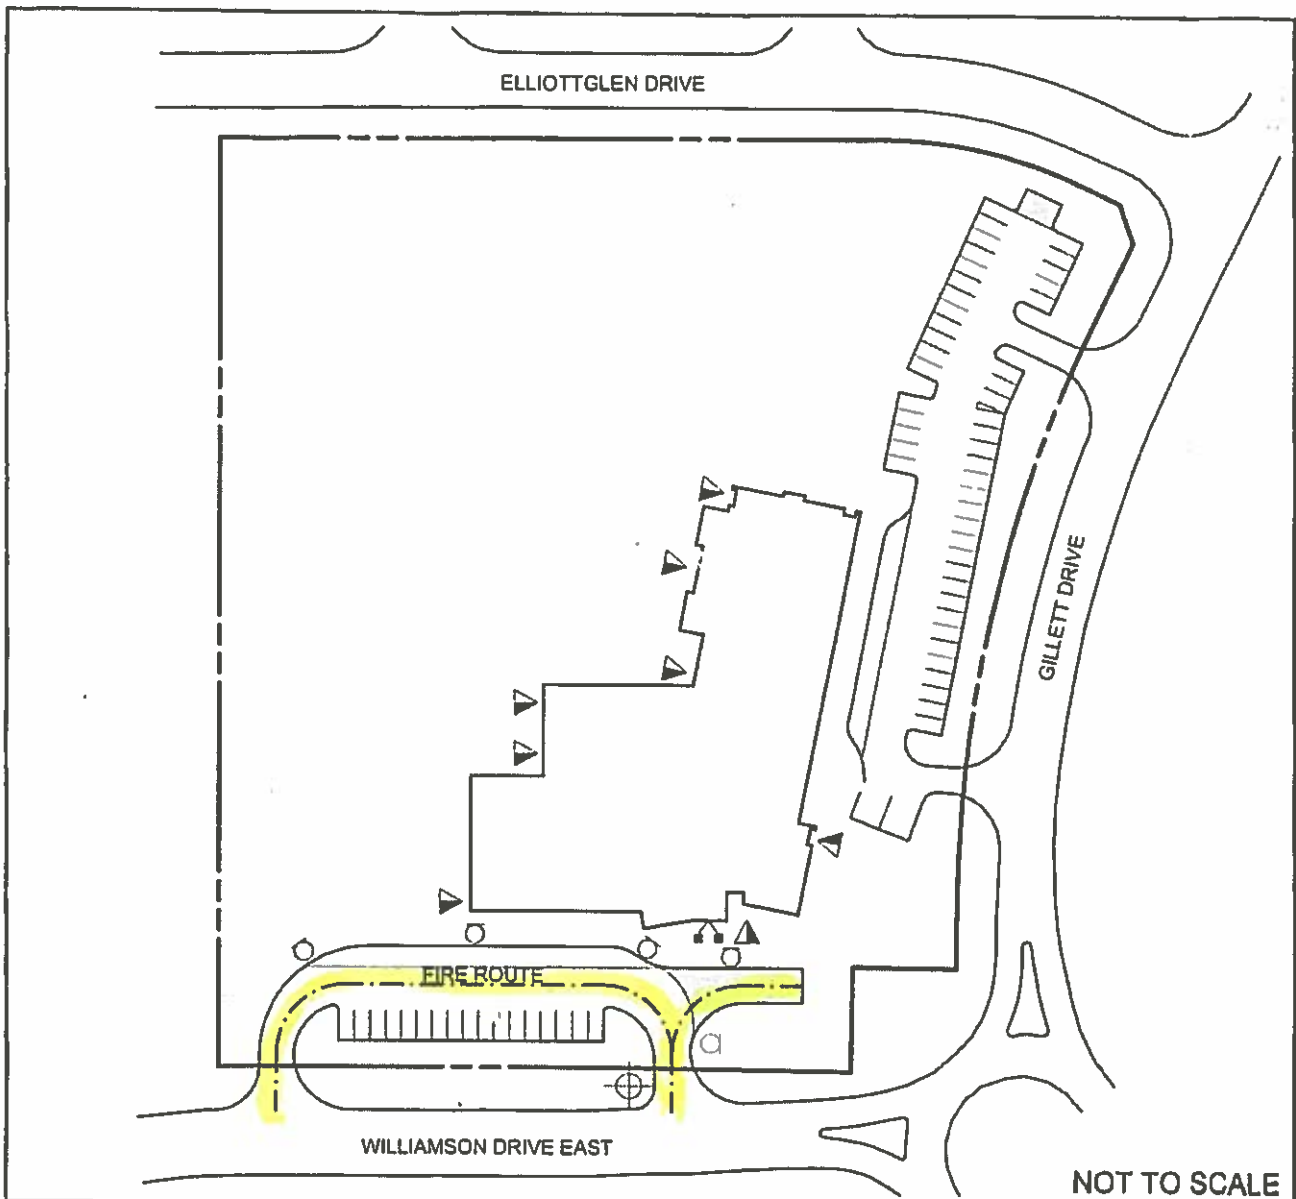 ELLIOTTGLEN DRIVE
GILLETT DRIVE
FIRE ROUTE
WILLIAMSON DRIVE EAST
NOT TO SCALE